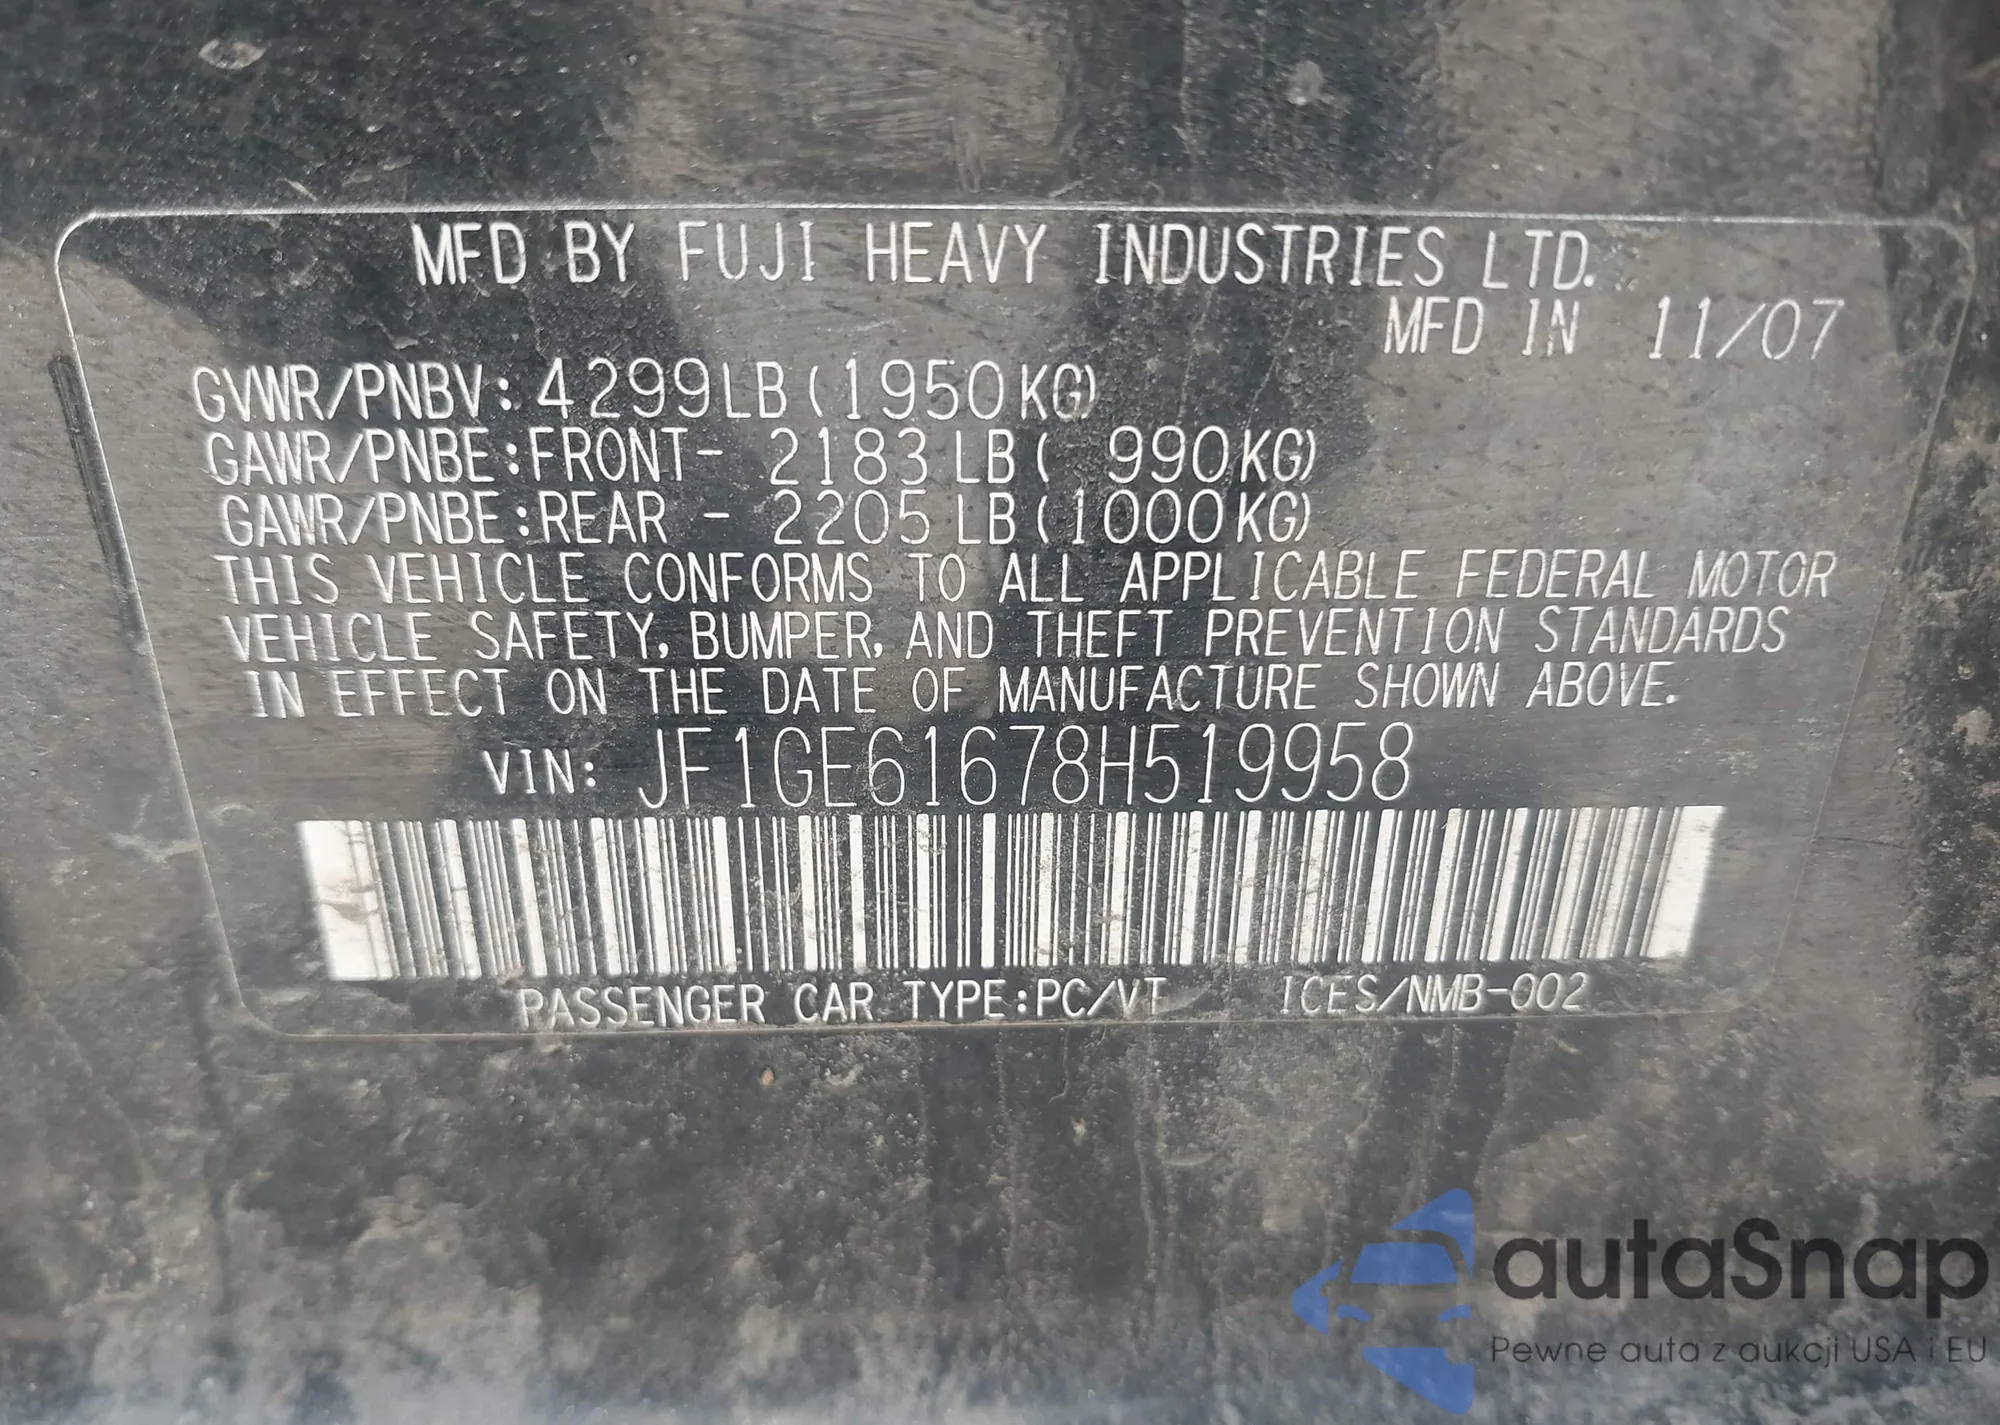 MFD BY FUJI HEAVY INDUSTRIES LTD.
MFD IN 11/07
GVWR/PNBV:4299LB(1950KG)
GAWR/PNBE:FRONT- 2183LB( 990KG)
GAWR/PNBE:REAR - 2205LB(1000KG)
THIS VEHICLE CONFORMS TO ALL APPLICABLE FEDERAL MOTOR
VEHICLE SAFETY, BUMPER, AND THEFT PREVENTION STANDARDS
IN EFFECT ON THE DATE OF MANUFACTURE SHOWN ABOVE.
VIN: JF1GE61678H519958
PASSENGER CAR TYPE:PC/VT ICES/NMB-002
autaSnap
Pewne auta z aukcji USA i EU